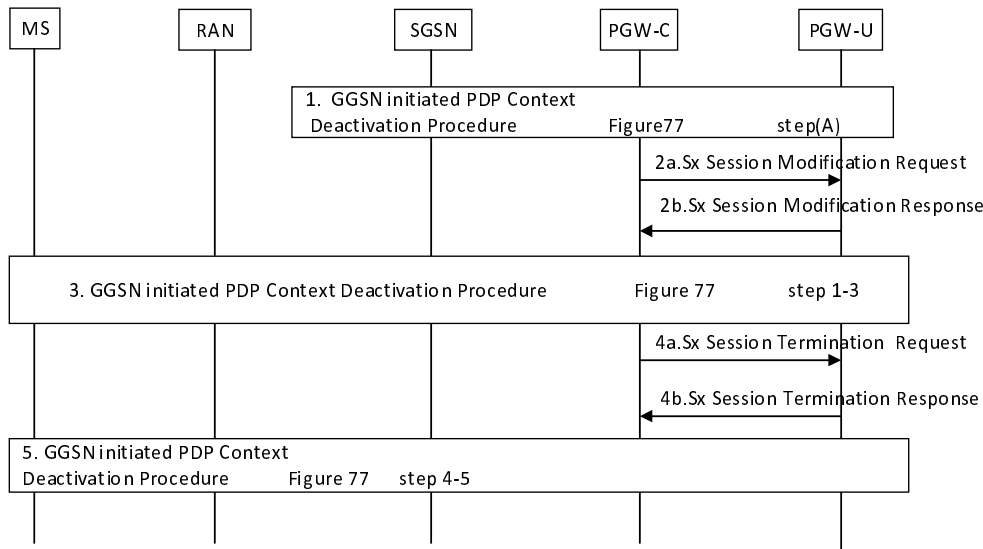 MS RAN SGSN PGW-C PGW-U
1. GGSN initiated PDP Context
Deactivation Procedure Figure77 step(A)
2a.Sx Session Modification Request
2b.Sx Session Modification Response
3. GGSN initiated PDP Context Deactivation Procedure Figure 77 step 1-3
4a.Sx Session Termination Request
4b.Sx Session Termination Response
5. GGSN initiated PDP Context
Deactivation Procedure Figure 77 step 4-5